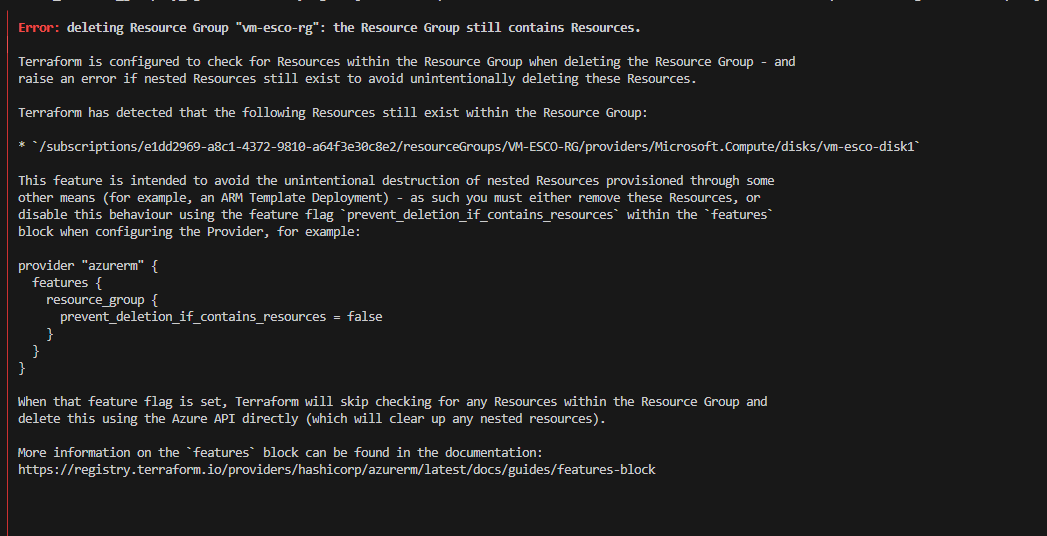 Error: deleting Resource Group "vm-esco-rg": the Resource Group still contains Resources.
Terraform is configured to check for Resources within the Resource Group when deleting the Resource Group - and
raise an error if nested Resources still exist to avoid unintentionally deleting these Resources.
Terraform has detected that the following Resources still exist within the Resource Group:
* `/subscriptions/e1dd2969-a8c1-4372-9810-a64f3e30c8e2/resourceGroups/VM-ESCO-RG/providers/Microsoft.Compute/disks/vm-esco-disk1`
This feature is intended to avoid the unintentional destruction of nested Resources provisioned through some
other means (for example, an ARM Template Deployment) - as such you must either remove these Resources, or
disable this behaviour using the feature flag `prevent_deletion_if_contains_resources` within the `features`
block when configuring the Provider, for example:
provider "azurerm" {
  features {
    resource_group {
      prevent_deletion_if_contains_resources = false
    }
  }
}
When that feature flag is set, Terraform will skip checking for any Resources within the Resource Group and
delete this using the Azure API directly (which will clear up any nested resources).
More information on the `features` block can be found in the documentation:
https://registry.terraform.io/providers/hashicorp/azurerm/latest/docs/guides/features-block